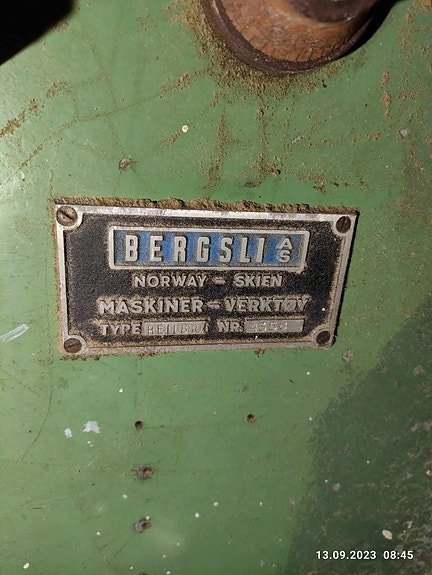 BERGSLI A/S
NORWAY - SKIEN
MASKINER - VERKTØY
TYPE NR.
13.09.2023 08:45